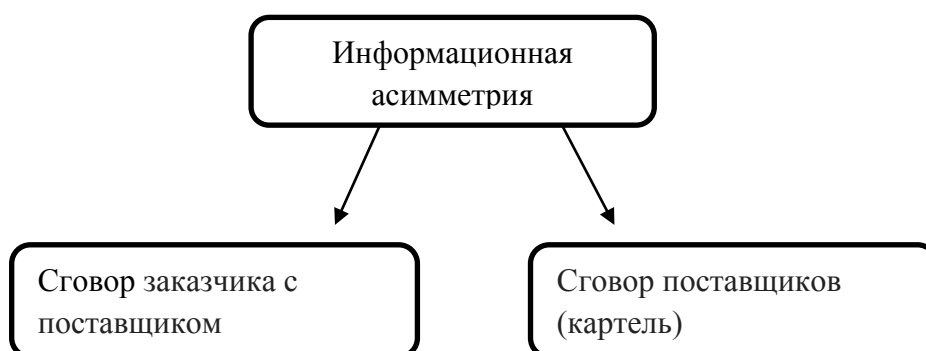 Информационная
асимметрия
Сговор заказчика с
поставщиком
Сговор поставщиков
(картель)